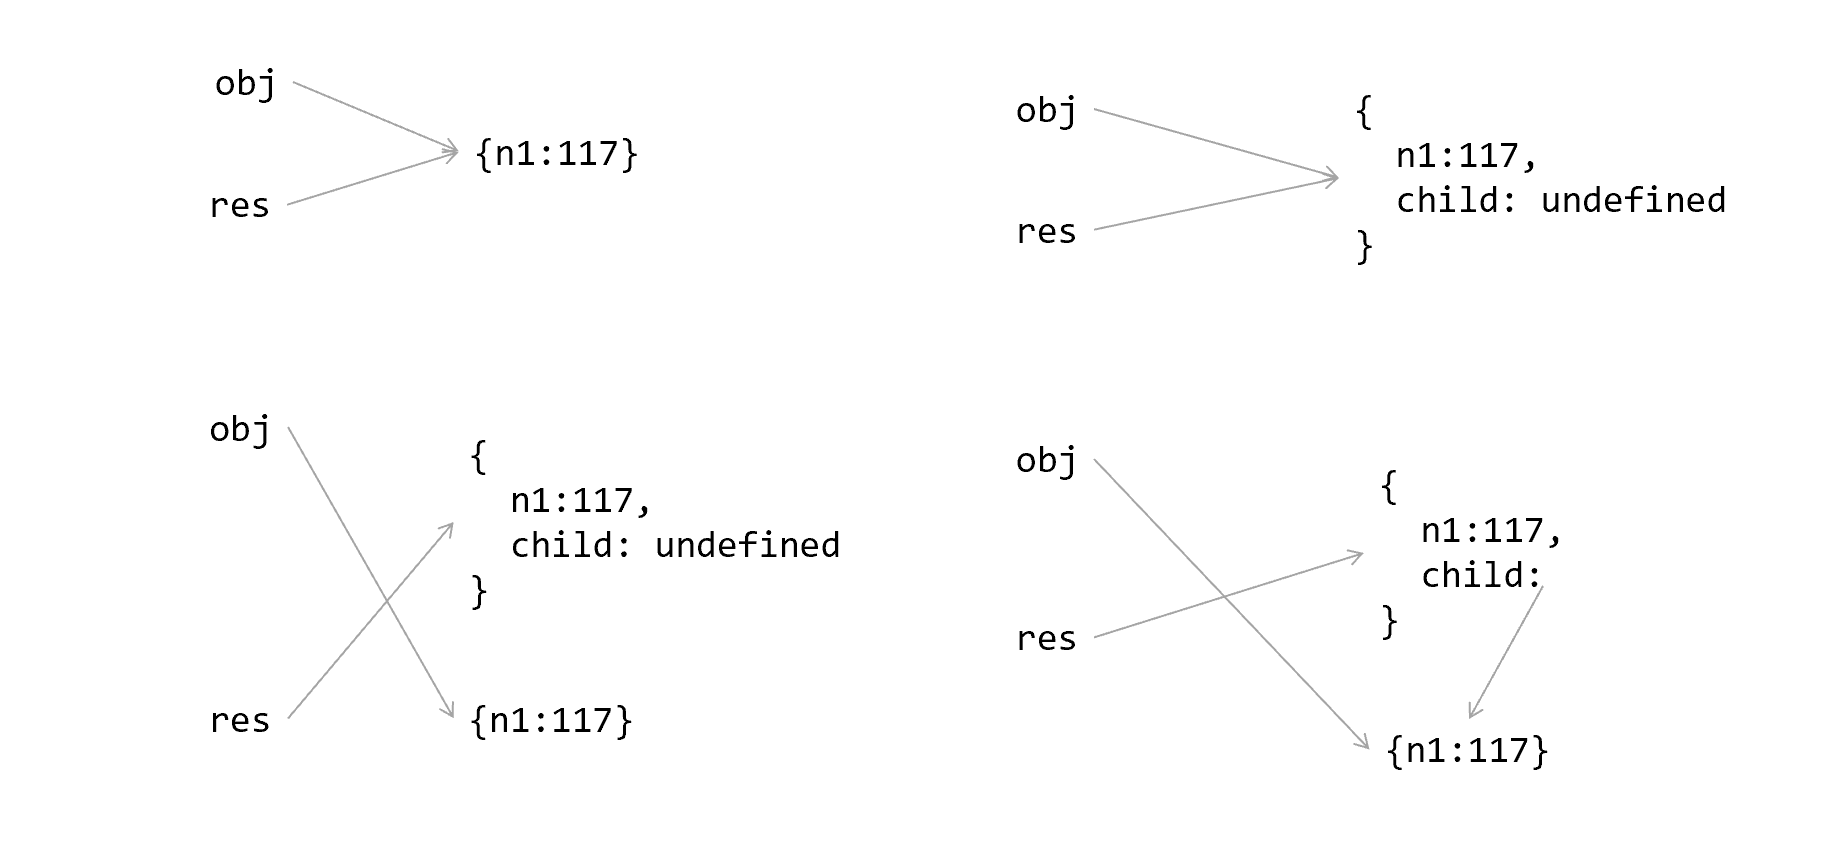 obj
{n1:117}
res
obj
{
n1:117,
child: undefined
res
}
obj
{
n1:117,
child: undefined
}
res
{n1:117}
obj
{
n1:117,
child:
}
res
{n1:117}